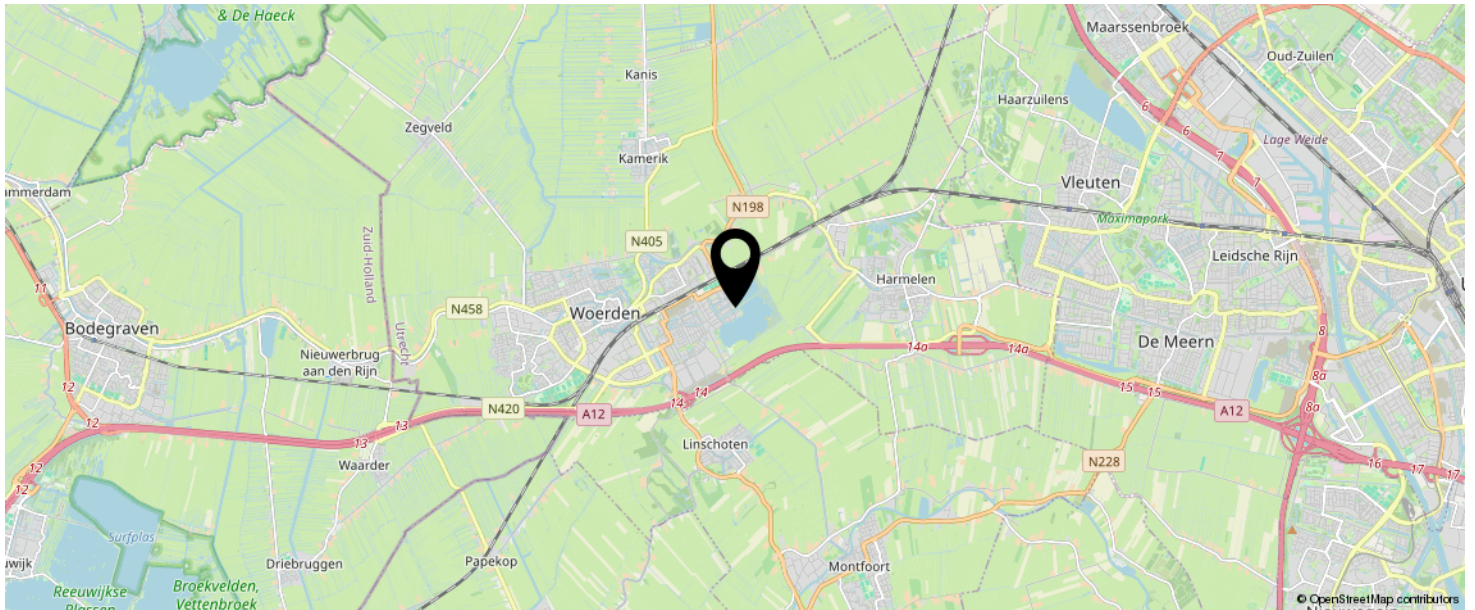 & De Haeck
Maarssenbroek
Oud-Zuilen
Kanis
Haarzuilens
6
6
Zegveld
Lage Weide
Kamerik
7
7
Vleuten
ammerdam
N198
Maximapark
Zuid-Holland
N405
Leidsche Rijn
Harmelen
11
N458
Woerden
Bodegraven
Utrecht
8
De Meern
Nieuwerbrug
aan den Rijn
14a
14a
8a
12
15
15
14
14
N420
A12
A12
8a
12
13
13
Linschoten
Waarder
N228
16
17
17
12
12
Surfplas
uwijk
Driebruggen
Papekop
Montfoort
Reeuwijkse
Plassen
Broekvelden,
Vettenbroek
© OpenStreetMap contributors